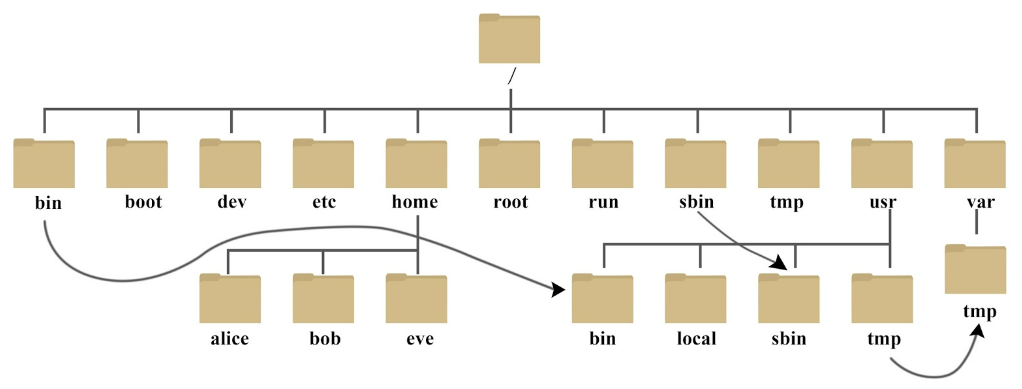 /
bin boot dev etc home root run sbin tmp usr var
tmp
alice bob eve bin local sbin tmp